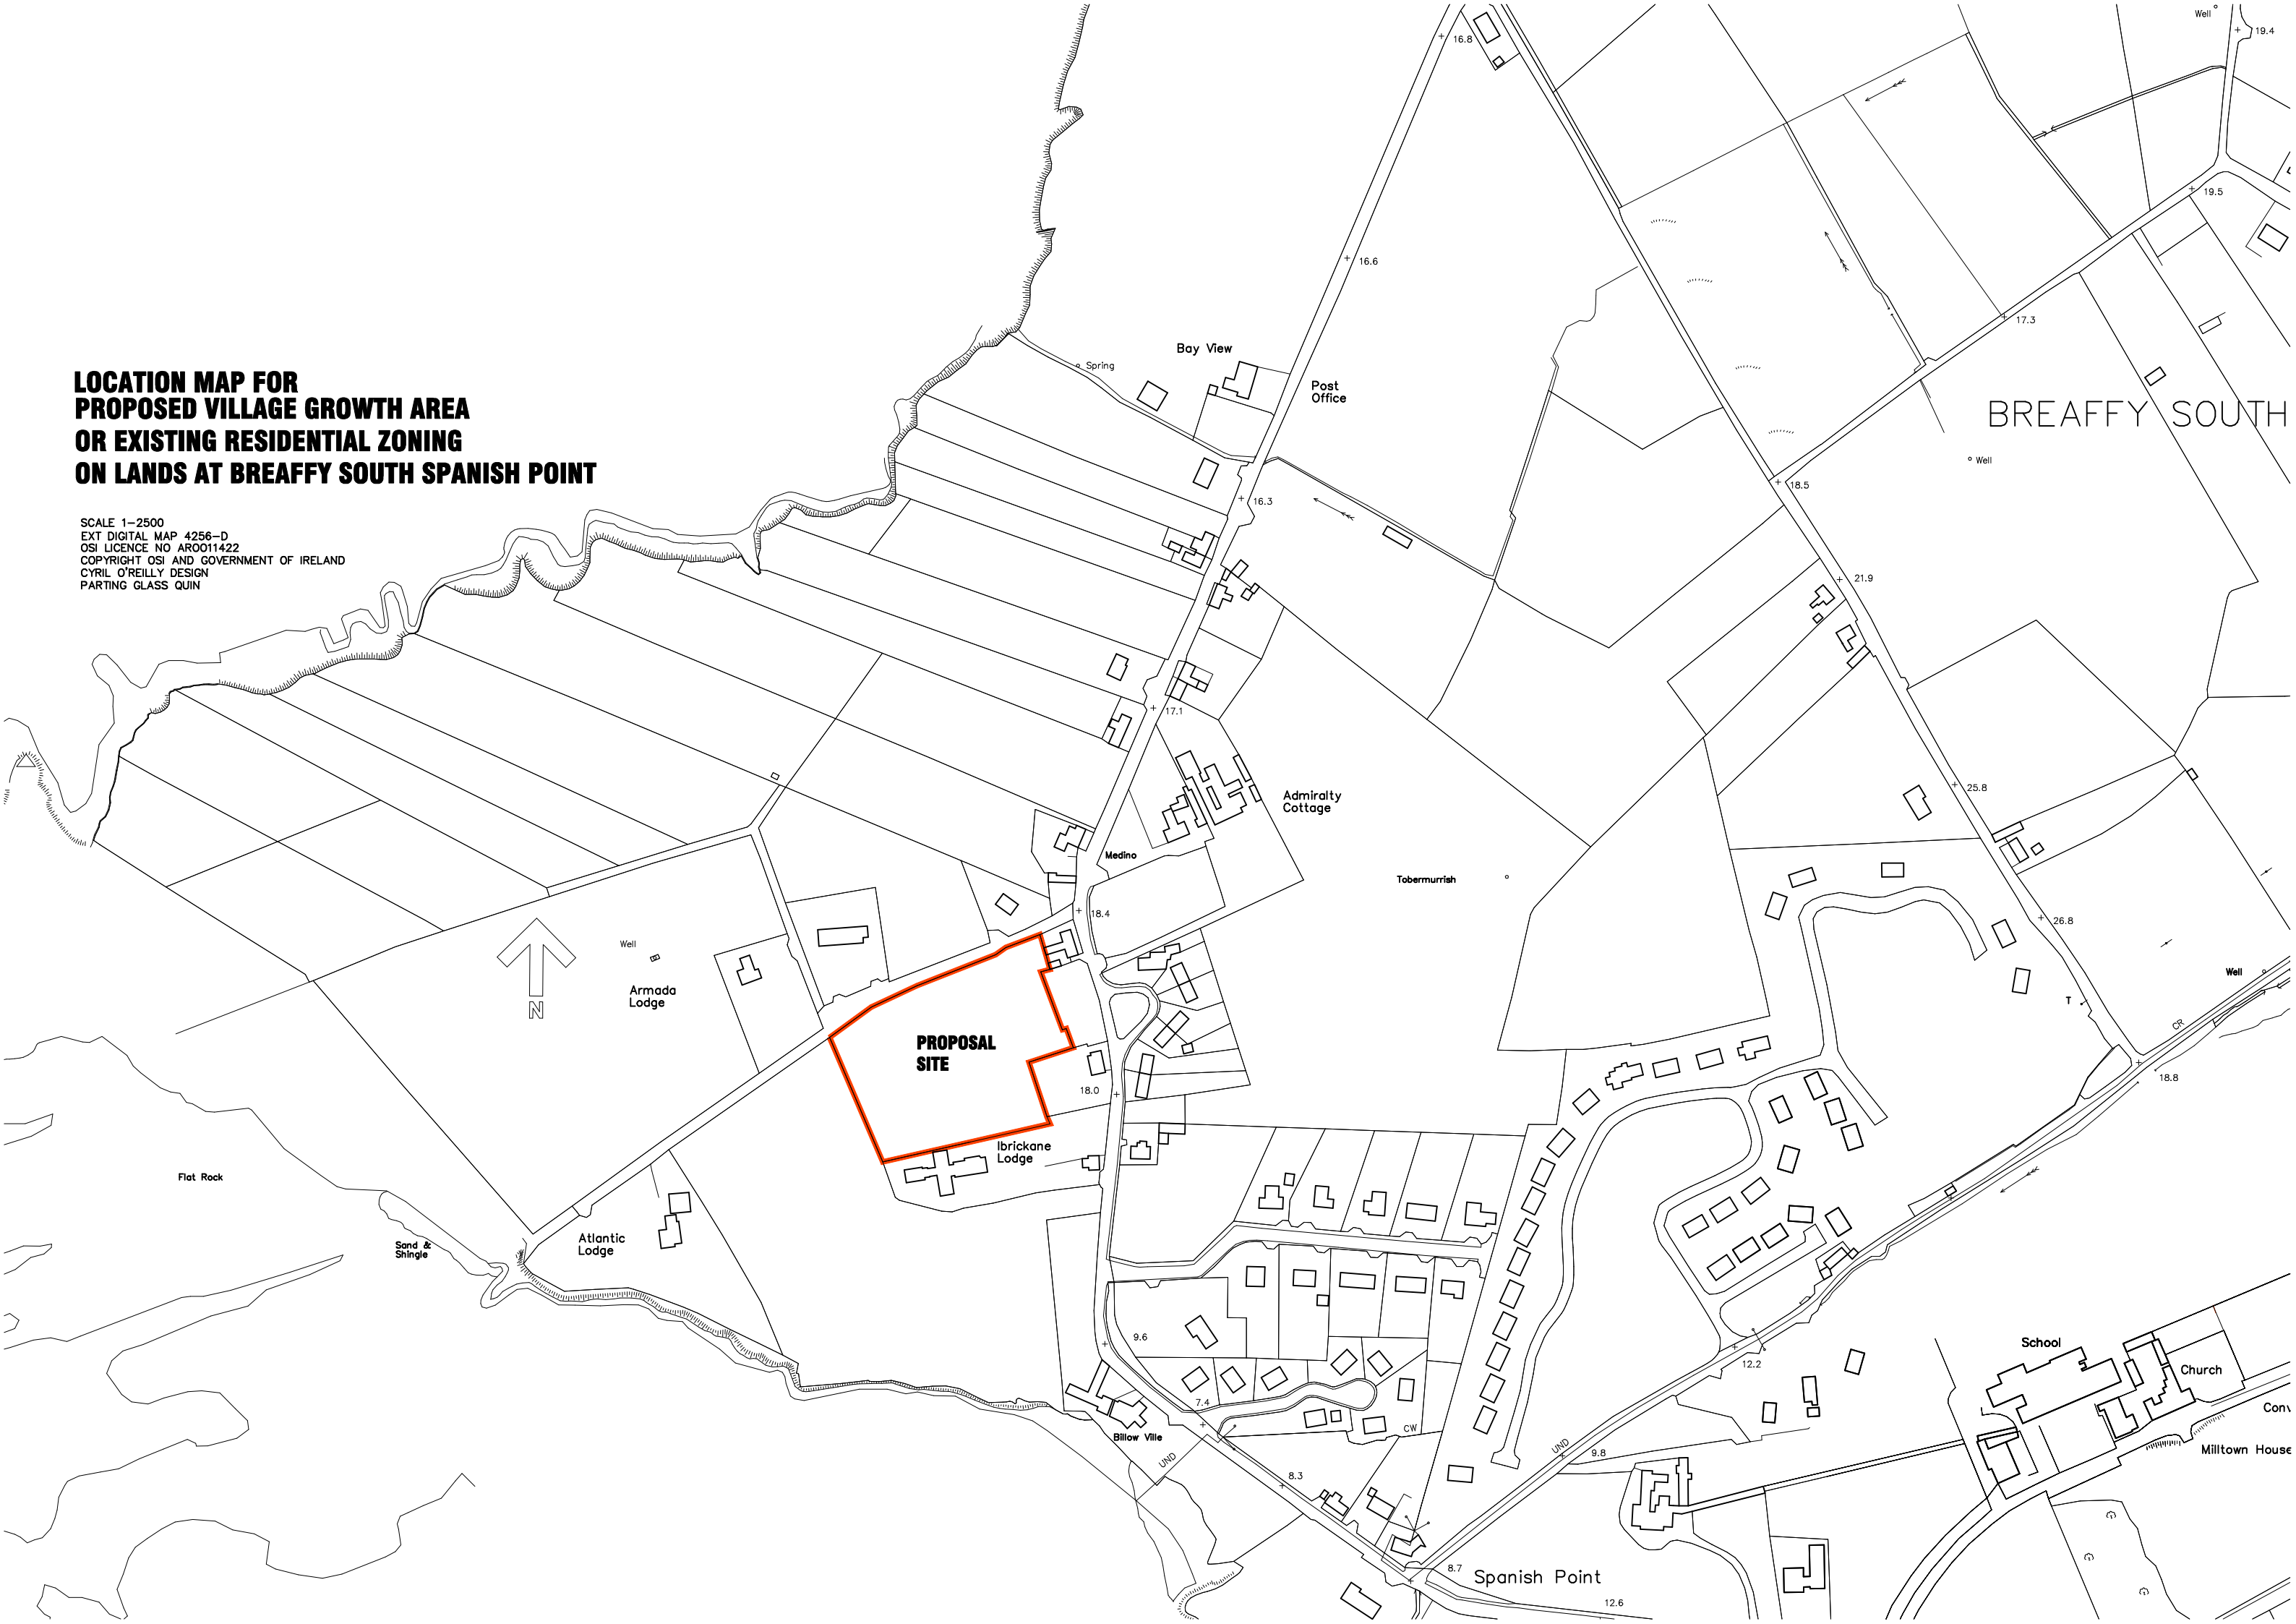 Well
19.4
16.8
19.5
16.6
17.3
Bay View
Spring
Post
Office
LOCATION MAP FOR
PROPOSED VILLAGE GROWTH AREA
OR EXISTING RESIDENTIAL ZONING
ON LANDS AT BREAFFY SOUTH SPANISH POINT
BREAFFY SOUTH
Well
18.5
16.3
SCALE 1-2500
EXT DIGITAL MAP 4256-D
OSI LICENCE NO AR0011422
COPYRIGHT OSI AND GOVERNMENT OF IRELAND
CYRIL O'REILLY DESIGN
PARTING GLASS QUIN
21.9
17.1
25.8
Admiralty
Cottage
Medino
Tobermurrish
18.4
26.8
Well
Well
Armada
Lodge
T
N
CR
PROPOSAL
SITE
18.8
18.0
Ibrickane
Lodge
Flat Rock
Atlantic
Lodge
Sand &
Shingle
9.6
12.2
School
Church
7.4
Conv
CW
Billow Ville
UND
UND
9.8
Milltown House
8.3
8.7
Spanish Point
12.6